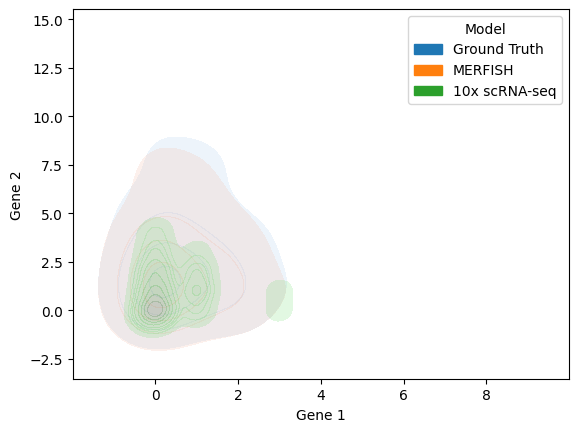 Model
Ground Truth
MERFISH
10x scRNA-seq
15.0
12.5
10.0
7.5
5.0
2.5
0.0
−2.5
Gene 2
0 2 4 6 8
Gene 1